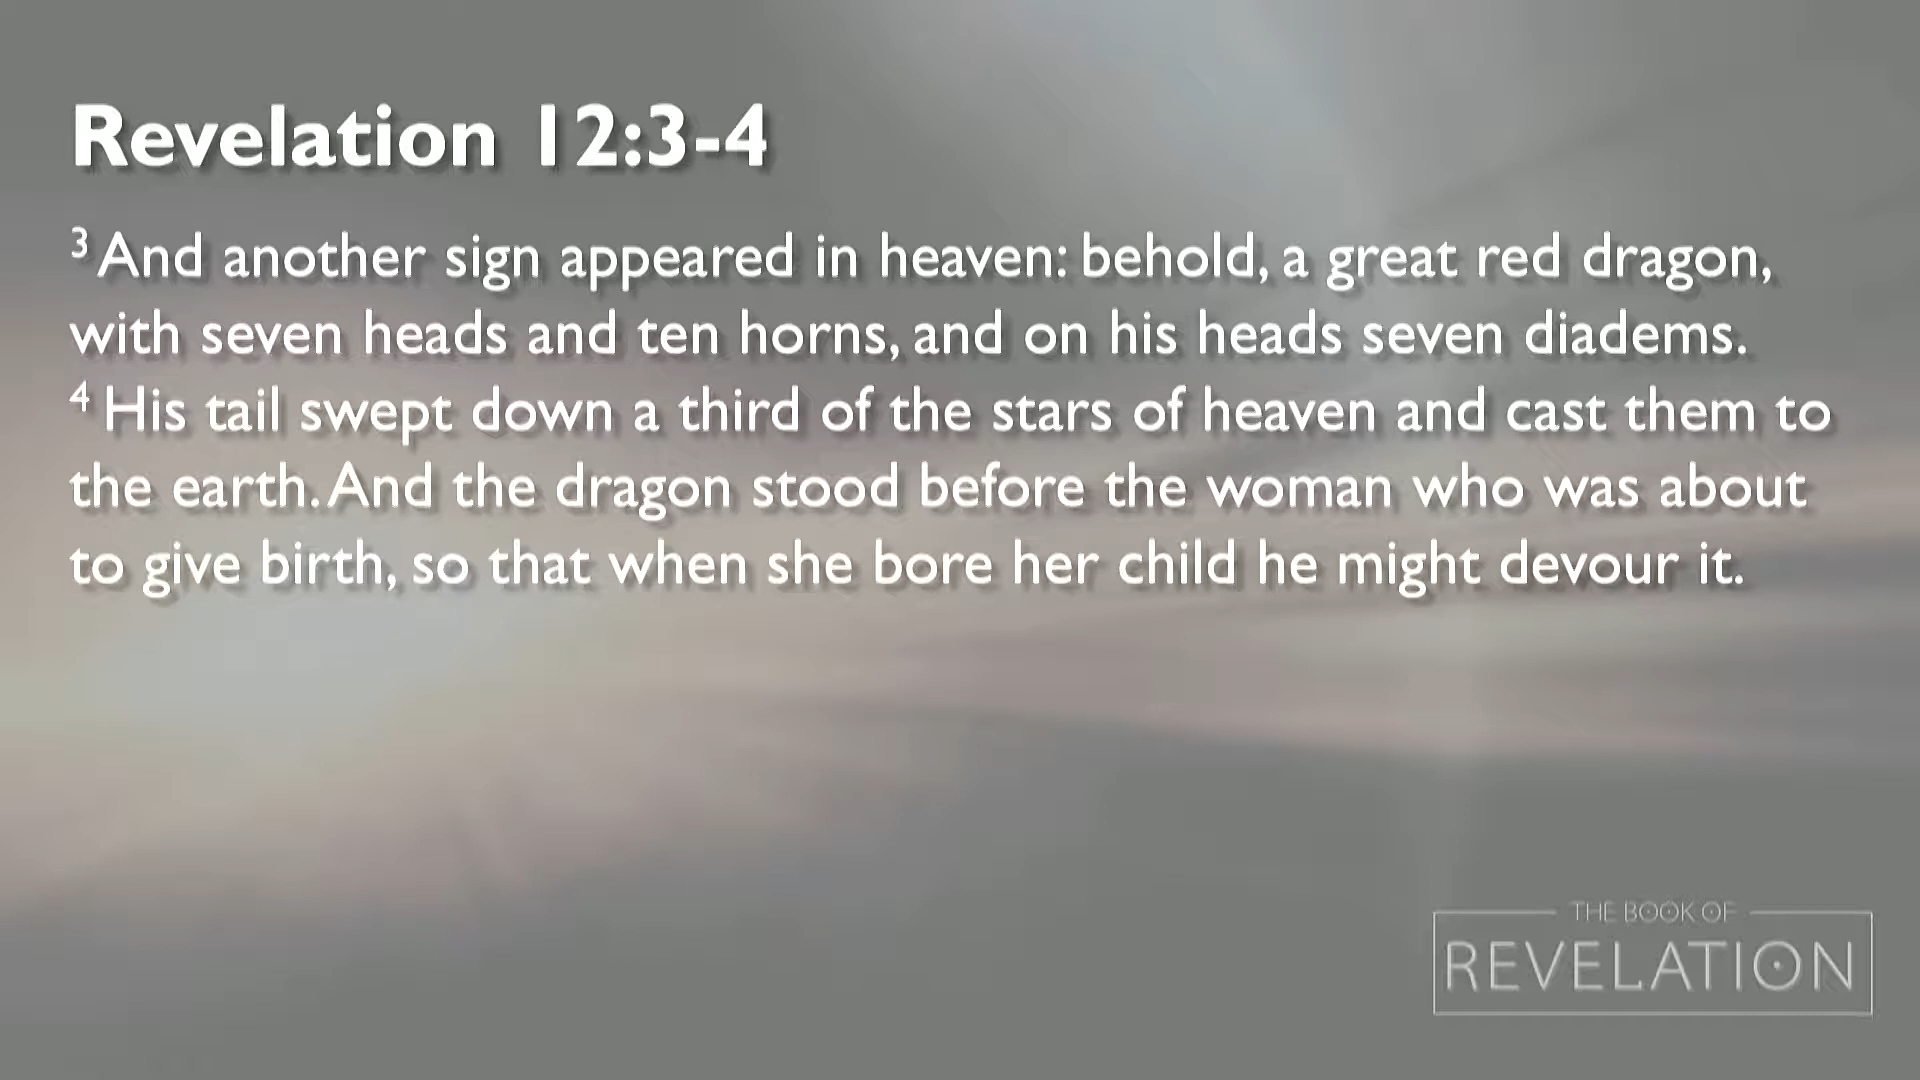 Revelation 12:3-4
3 And another sign appeared in heaven: behold, a great red dragon,
with seven heads and ten horns, and on his heads seven diadems.
4 His tail swept down a third of the stars of heaven and cast them to
the earth. And the dragon stood before the woman who was about
to give birth, so that when she bore her child he might devour it.
THE BOOK OF
REVELATION